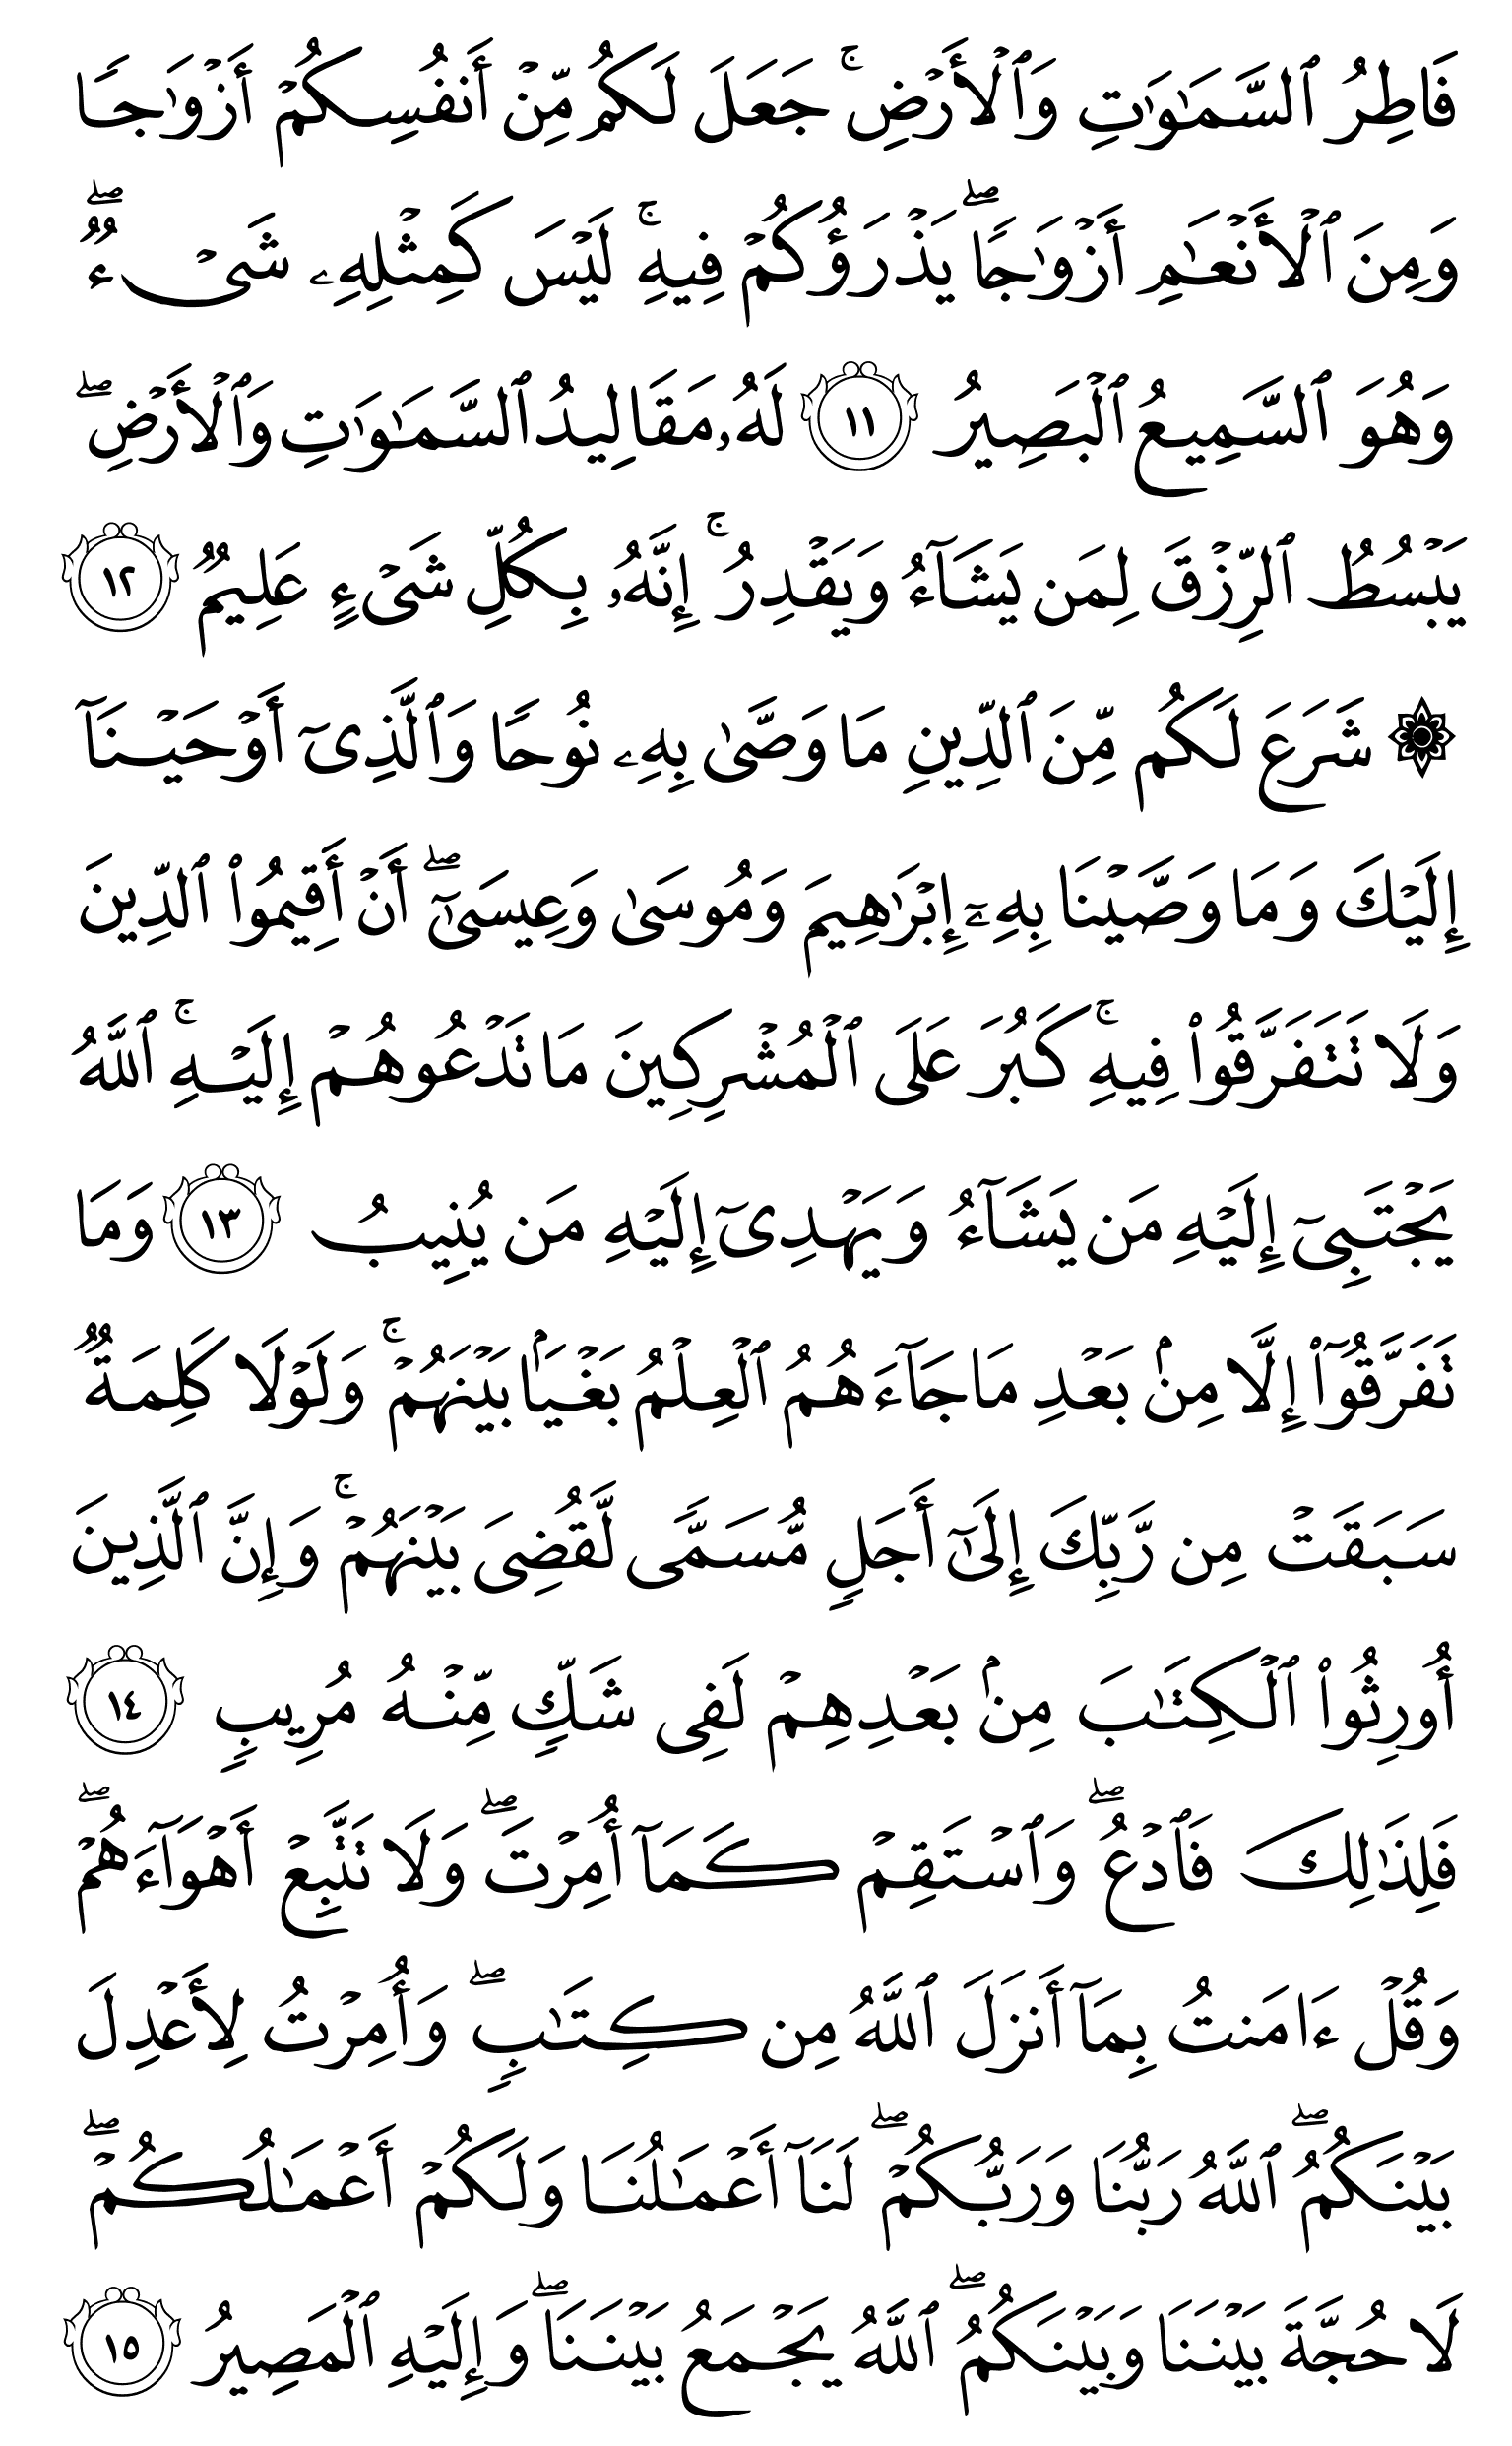 فَاطِرُ ٱلسَّمَـٰوَٰتِ وَٱلْأَرْضِ ۚ جَعَلَ لَكُم مِّنْ أَنفُسِكُمْ أَزْوَٰجًا
وَمِنَ ٱلْأَنْعَـٰمِ أَزْوَٰجًا ۖ يَذْرَؤُكُمْ فِيهِ ۚ لَيْسَ كَمِثْلِهِۦ شَىْءٌ ۖ
وَهُوَ ٱلسَّمِيعُ ٱلْبَصِيرُ ١١ لَهُۥ مَقَالِيدُ ٱلسَّمَـٰوَٰتِ وَٱلْأَرْضِ ۖ
يَبْسُطُ ٱلرِّزْقَ لِمَن يَشَآءُ وَيَقْدِرُ ۚ إِنَّهُۥ بِكُلِّ شَىْءٍ عَلِيمٌ ١٢
۞ شَرَعَ لَكُم مِّنَ ٱلدِّينِ مَا وَصَّىٰ بِهِۦ نُوحًا وَٱلَّذِىٓ أَوْحَيْنَآ
إِلَيْكَ وَمَا وَصَّيْنَا بِهِۦٓ إِبْرَٰهِيمَ وَمُوسَىٰ وَعِيسَىٰٓ ۖ أَنْ أَقِيمُوا۟ ٱلدِّينَ
وَلَا تَتَفَرَّقُوا۟ فِيهِ ۚ كَبُرَ عَلَى ٱلْمُشْرِكِينَ مَا تَدْعُوهُمْ إِلَيْهِ ۚ ٱللَّهُ
يَجْتَبِىٓ إِلَيْهِ مَن يَشَآءُ وَيَهْدِىٓ إِلَيْهِ مَن يُنِيبُ ١٣ وَمَا
تَفَرَّقُوٓا۟ إِلَّا مِنۢ بَعْدِ مَا جَآءَهُمُ ٱلْعِلْمُ بَغْيًۢا بَيْنَهُمْ ۚ وَلَوْلَا كَلِمَةٌ
سَبَقَتْ مِن رَّبِّكَ إِلَىٰٓ أَجَلٍ مُّسَمًّى لَّقُضِىَ بَيْنَهُمْ ۚ وَإِنَّ ٱلَّذِينَ
أُورِثُوا۟ ٱلْكِتَـٰبَ مِنۢ بَعْدِهِمْ لَفِى شَكٍّ مِّنْهُ مُرِيبٍ ١٤
فَلِذَٰلِكَ فَٱدْعُ ۖ وَٱسْتَقِمْ كَمَآ أُمِرْتَ ۖ وَلَا تَتَّبِعْ أَهْوَآءَهُمْ ۖ
وَقُلْ ءَامَنتُ بِمَآ أَنزَلَ ٱللَّهُ مِن كِتَـٰبٍ ۖ وَأُمِرْتُ لِأَعْدِلَ
بَيْنَكُمُ ۖ ٱللَّهُ رَبُّنَا وَرَبُّكُمْ ۖ لَنَآ أَعْمَـٰلُنَا وَلَكُمْ أَعْمَـٰلُكُمْ ۖ
لَا حُجَّةَ بَيْنَنَا وَبَيْنَكُمُ ۖ ٱللَّهُ يَجْمَعُ بَيْنَنَا ۖ وَإِلَيْهِ ٱلْمَصِيرُ ١٥